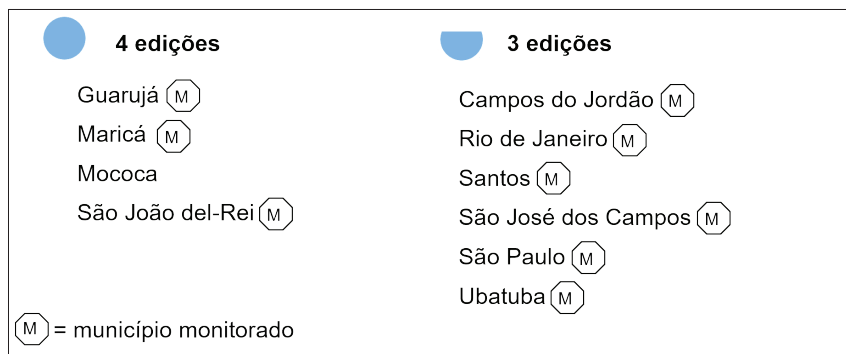 4 edições
Guarujá M
Maricá M
Mococa
São João del-Rei M
3 edições
Campos do Jordão M
Rio de Janeiro M
Santos M
São José dos Campos M
São Paulo M
Ubatuba M
M = município monitorado